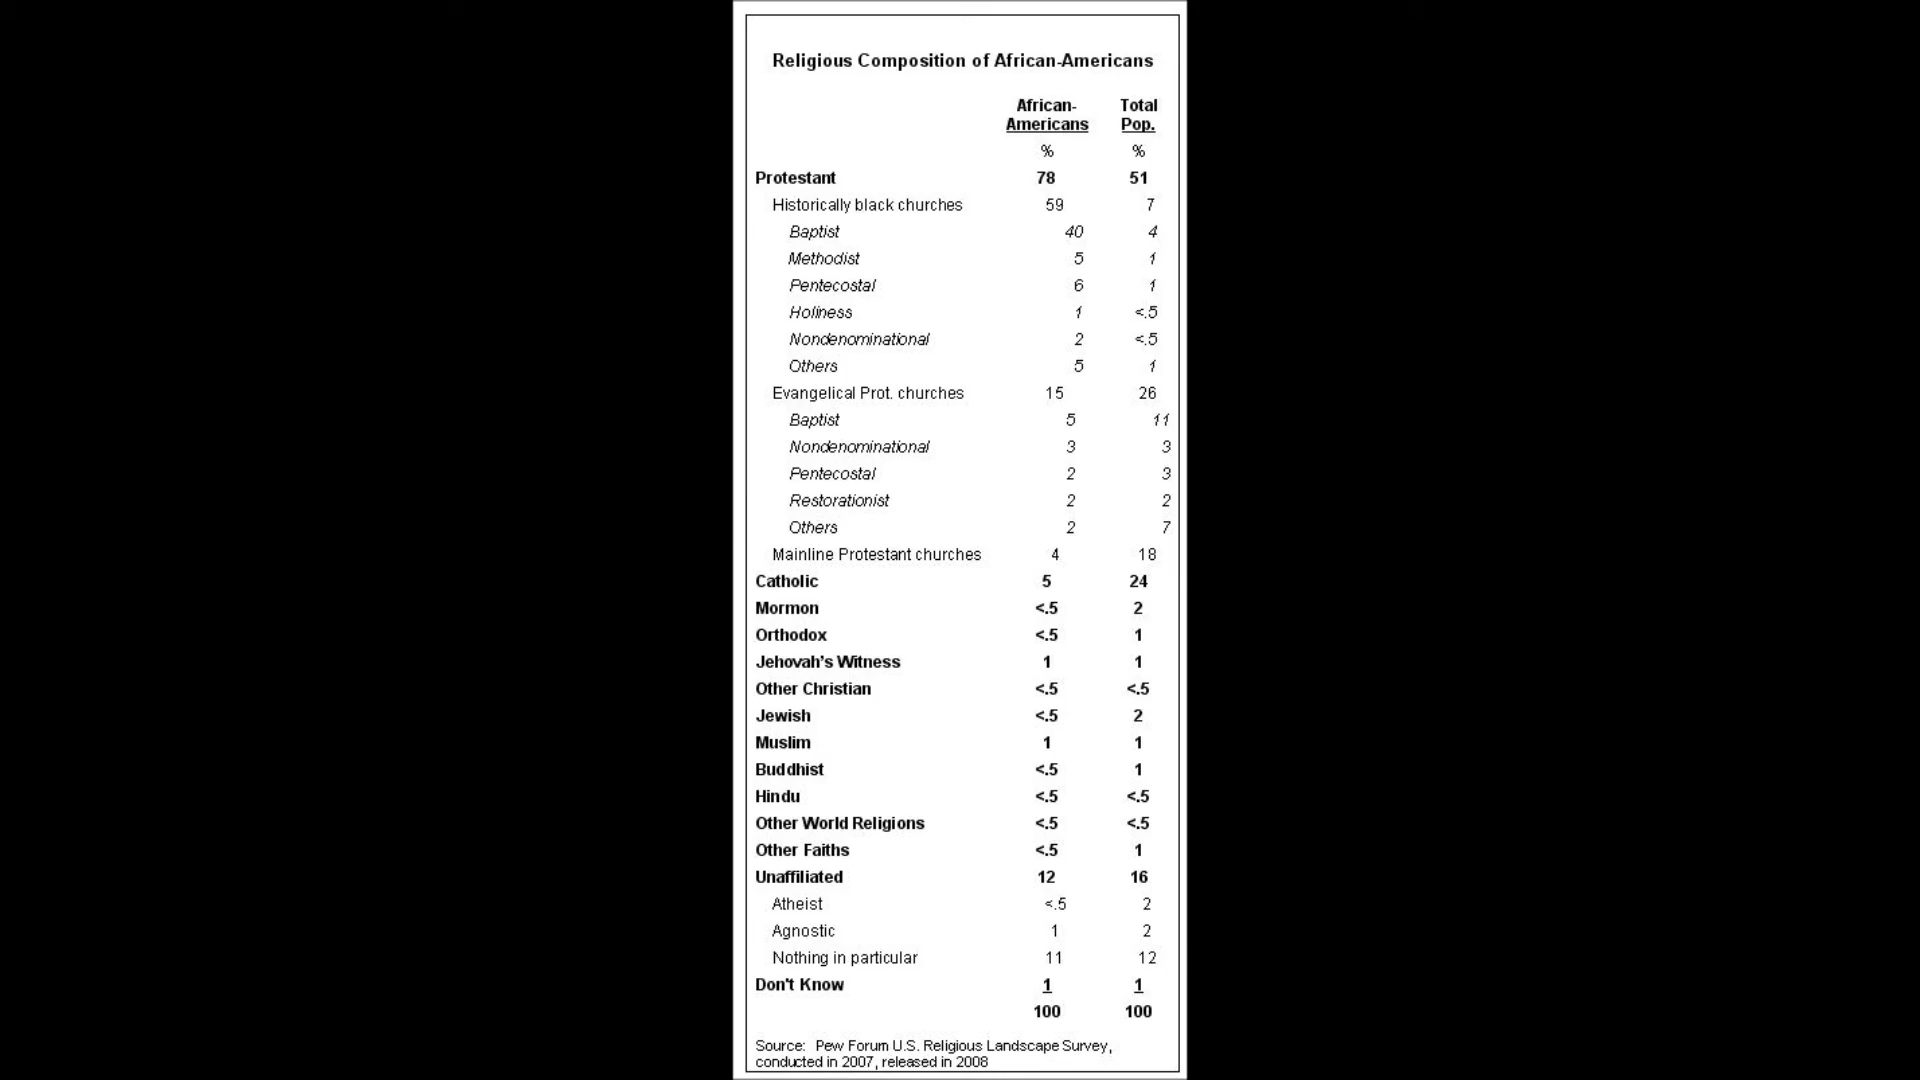 Religious Composition of African-Americans
African- Total
Americans Pop.
% %
Protestant 78 51
Historically black churches 59 7
Baptist 40 4
Methodist 5 1
Pentecostal 6 1
Holiness 1 <.5
Nondenominational 2 <.5
Others 5 1
Evangelical Prot. churches 15 26
Baptist 5 11
Nondenominational 3 3
Pentecostal 2 3
Restorationist 2 2
Others 2 7
Mainline Protestant churches 4 18
Catholic 5 24
Mormon <.5 2
Orthodox <.5 1
Jehovah's Witness 1 1
Other Christian <.5 <.5
Jewish <.5 2
Muslim 1 1
Buddhist <.5 1
Hindu <.5 <.5
Other World Religions <.5 <.5
Other Faiths <.5 1
Unaffiliated 12 16
Atheist <.5 2
Agnostic 1 2
Nothing in particular 11 12
Don't Know 1 1
100 100
Source: Pew Forum U.S. Religious Landscape Survey,
conducted in 2007, released in 2008